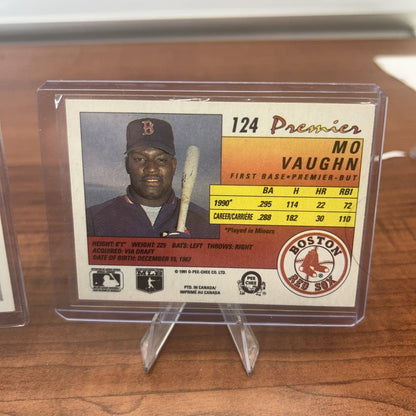 124 Premier
MO
VAUGHN
FIRST BASE•PREMIER-BUT
BA H HR RBI
1990* .295 114 22 72
CAREER/CARRIÈRE .288 182 30 110
*Played in Minors
HEIGHT: 6'1" WEIGHT: 225 BATS: LEFT THROWS: RIGHT
ACQUIRED: VIA DRAFT
DATE OF BIRTH: DECEMBER 15, 1967
© 1991 O-PEE-CHEE CO. LTD.
PTD. IN CANADA/
IMPRIMÉ AU CANADA
O PEE CHEE
BOSTON
RED SOX
B